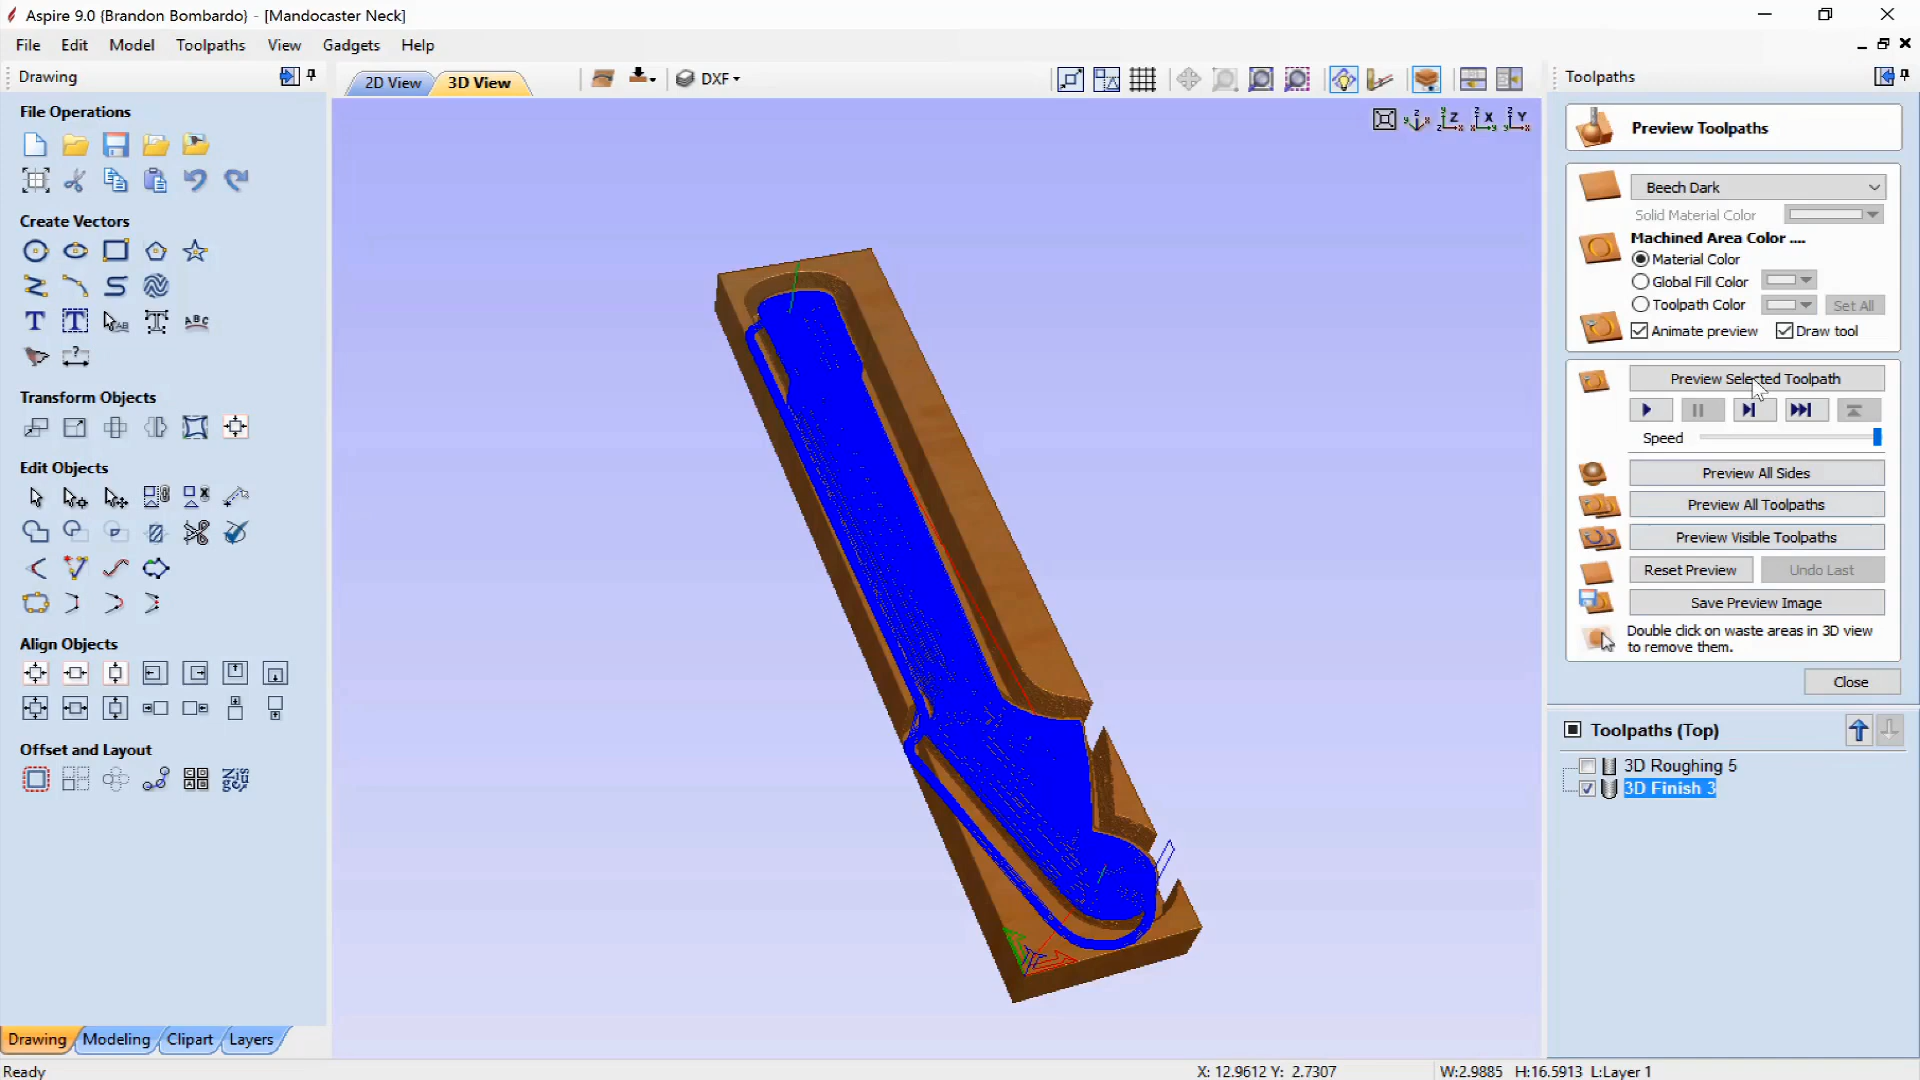 Aspire 9.0 {Brandon Bombardo} - [Mandocaster Neck]
File Edit Model Toolpaths View Gadgets Help
Drawing
2D View
3D View
DXF
Toolpaths
File Operations
Create Vectors
Transform Objects
Edit Objects
Align Objects
Offset and Layout
Drawing Modeling Clipart Layers
Preview Toolpaths
Beech Dark
Solid Material Color
Machined Area Color ....
Material Color
Global Fill Color
Toolpath Color
Set All
Animate preview
Draw tool
Preview Selected Toolpath
Speed
Preview All Sides
Preview All Toolpaths
Preview Visible Toolpaths
Reset Preview
Undo Last
Save Preview Image
Double click on waste areas in 3D view
to remove them.
Close
Toolpaths (Top)
3D Roughing 5
3D Finish 3
Ready
X: 12.9612 Y: 2.7307
W:2.9885 H:16.5913 L:Layer 1